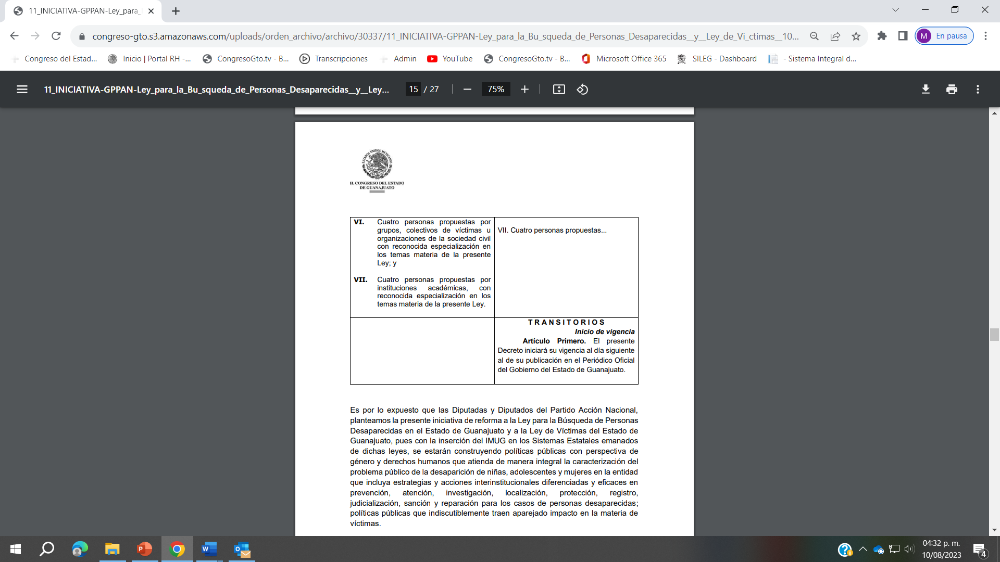 11_INICIATIVA-GPPAN-Ley_para_
congreso-gto.s3.amazonaws.com/uploads/orden_archivo/archivo/30337/11_INICIATIVA-GPPAN-Ley_para_la_Bu_squeda_de_Personas_Desaparecidas__y__Ley_de_Vi_ctimas__10...
M En pausa
Congreso del Estad...
Inicio | Portal RH -...
CongresoGto.tv - B...
Transcripciones
Admin
YouTube
CongresoGto.tv - B...
Microsoft Office 365
SILEG - Dashboard
- Sistema Integral d...
11_INICIATIVA-GPPAN-Ley_para_la_Bu_squeda_de_Personas_Desaparecidas__y__Ley...
15 / 27
75%
ESTADOS UNIDOS MEXICANOS
H. CONGRESO DEL ESTADO
DE GUANAJUATO
VI. Cuatro personas propuestas por
grupos, colectivos de víctimas u
organizaciones de la sociedad civil
con reconocida especialización en
los temas materia de la presente
Ley; y
VII. Cuatro personas propuestas por
instituciones académicas, con
reconocida especialización en los
temas materia de la presente Ley.
VII. Cuatro personas propuestas...
T R A N S I T O R I O S
Inicio de vigencia
Artículo Primero. El presente
Decreto iniciará su vigencia al día siguiente
al de su publicación en el Periódico Oficial
del Gobierno del Estado de Guanajuato.
Es por lo expuesto que las Diputadas y Diputados del Partido Acción Nacional,
planteamos la presente iniciativa de reforma a la Ley para la Búsqueda de Personas
Desaparecidas en el Estado de Guanajuato y a la Ley de Víctimas del Estado de
Guanajuato, pues con la inserción del IMUG en los Sistemas Estatales emanados
de dichas leyes, se estarán construyendo políticas públicas con perspectiva de
género y derechos humanos que atienda de manera integral la caracterización del
problema público de la desaparición de niñas, adolescentes y mujeres en la entidad
que incluya estrategias y acciones interinstitucionales diferenciadas y eficaces en
prevención, atención, investigación, localización, protección, registro,
judicialización, sanción y reparación para los casos de personas desaparecidas;
políticas públicas que indiscutiblemente traen aparejado impacto en la materia de
víctimas.
04:32 p. m.
10/08/2023
4